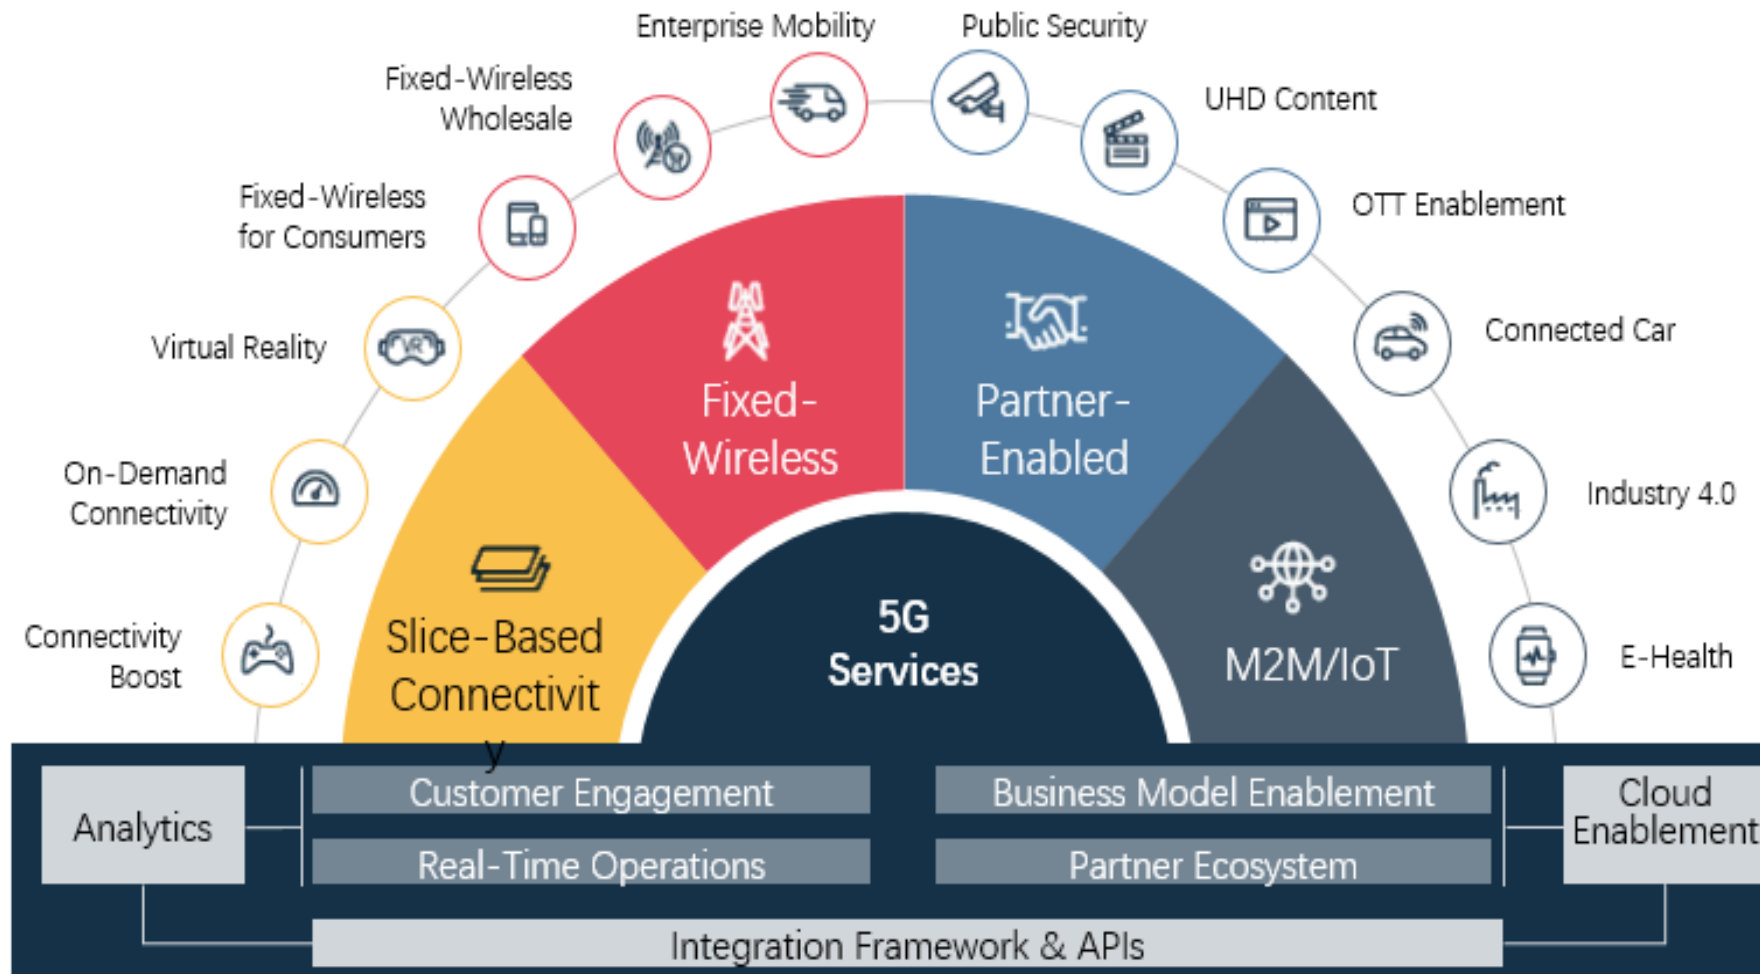 Enterprise Mobility
Public Security
Fixed-Wireless
Wholesale
UHD Content
Fixed-Wireless
for Consumers
OTT Enablement
Virtual Reality
VR
Connected Car
On-Demand
Connectivity
Industry 4.0
Connectivity
Boost
E-Health
Fixed-
Wireless
Partner-
Enabled
Slice-Based
Connectivit
y
M2M/IoT
5G
Services
Analytics
Customer Engagement
Business Model Enablement
Real-Time Operations
Partner Ecosystem
Cloud
Enablement
Integration Framework & APIs